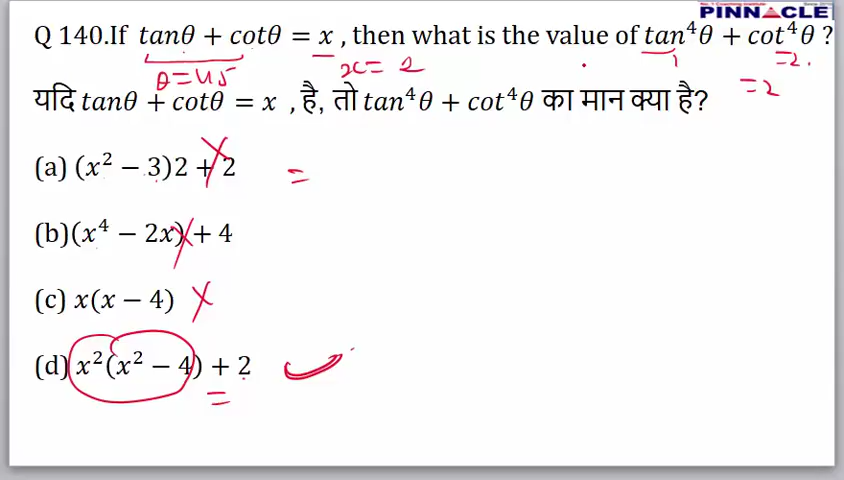 PINNACLE
Q 140.If tanθ + cotθ = x , then what is the value of tan⁴θ + cot⁴θ ?
θ = 45
x = 2
1
= 2.
= 2
यदि tanθ + cotθ = x , है, तो tan⁴θ + cot⁴θ का मान क्या है?
(a) (x² − 3)2 + 2
=
(b)(x⁴ − 2x) + 4
(c) x(x − 4)
(d) x²(x² − 4) + 2
=